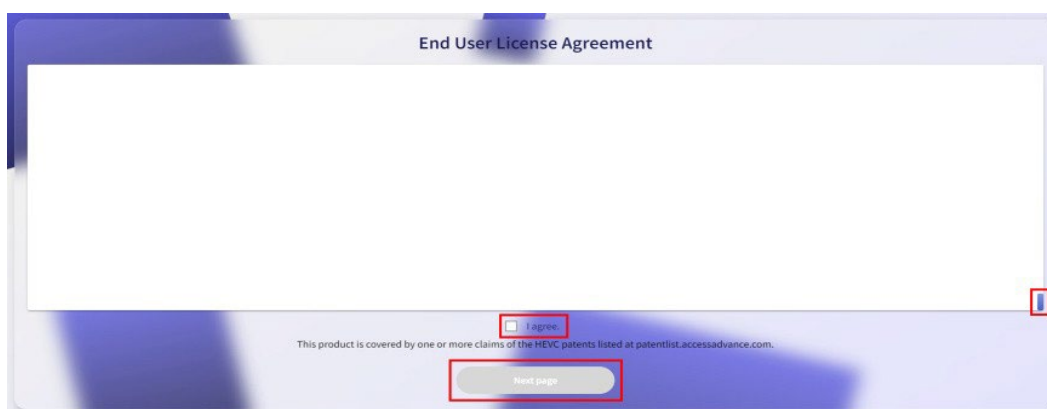 End User License Agreement
I agree.
This product is covered by one or more claims of the HEVC patents listed at patentlist.accessadvance.com.
Next page